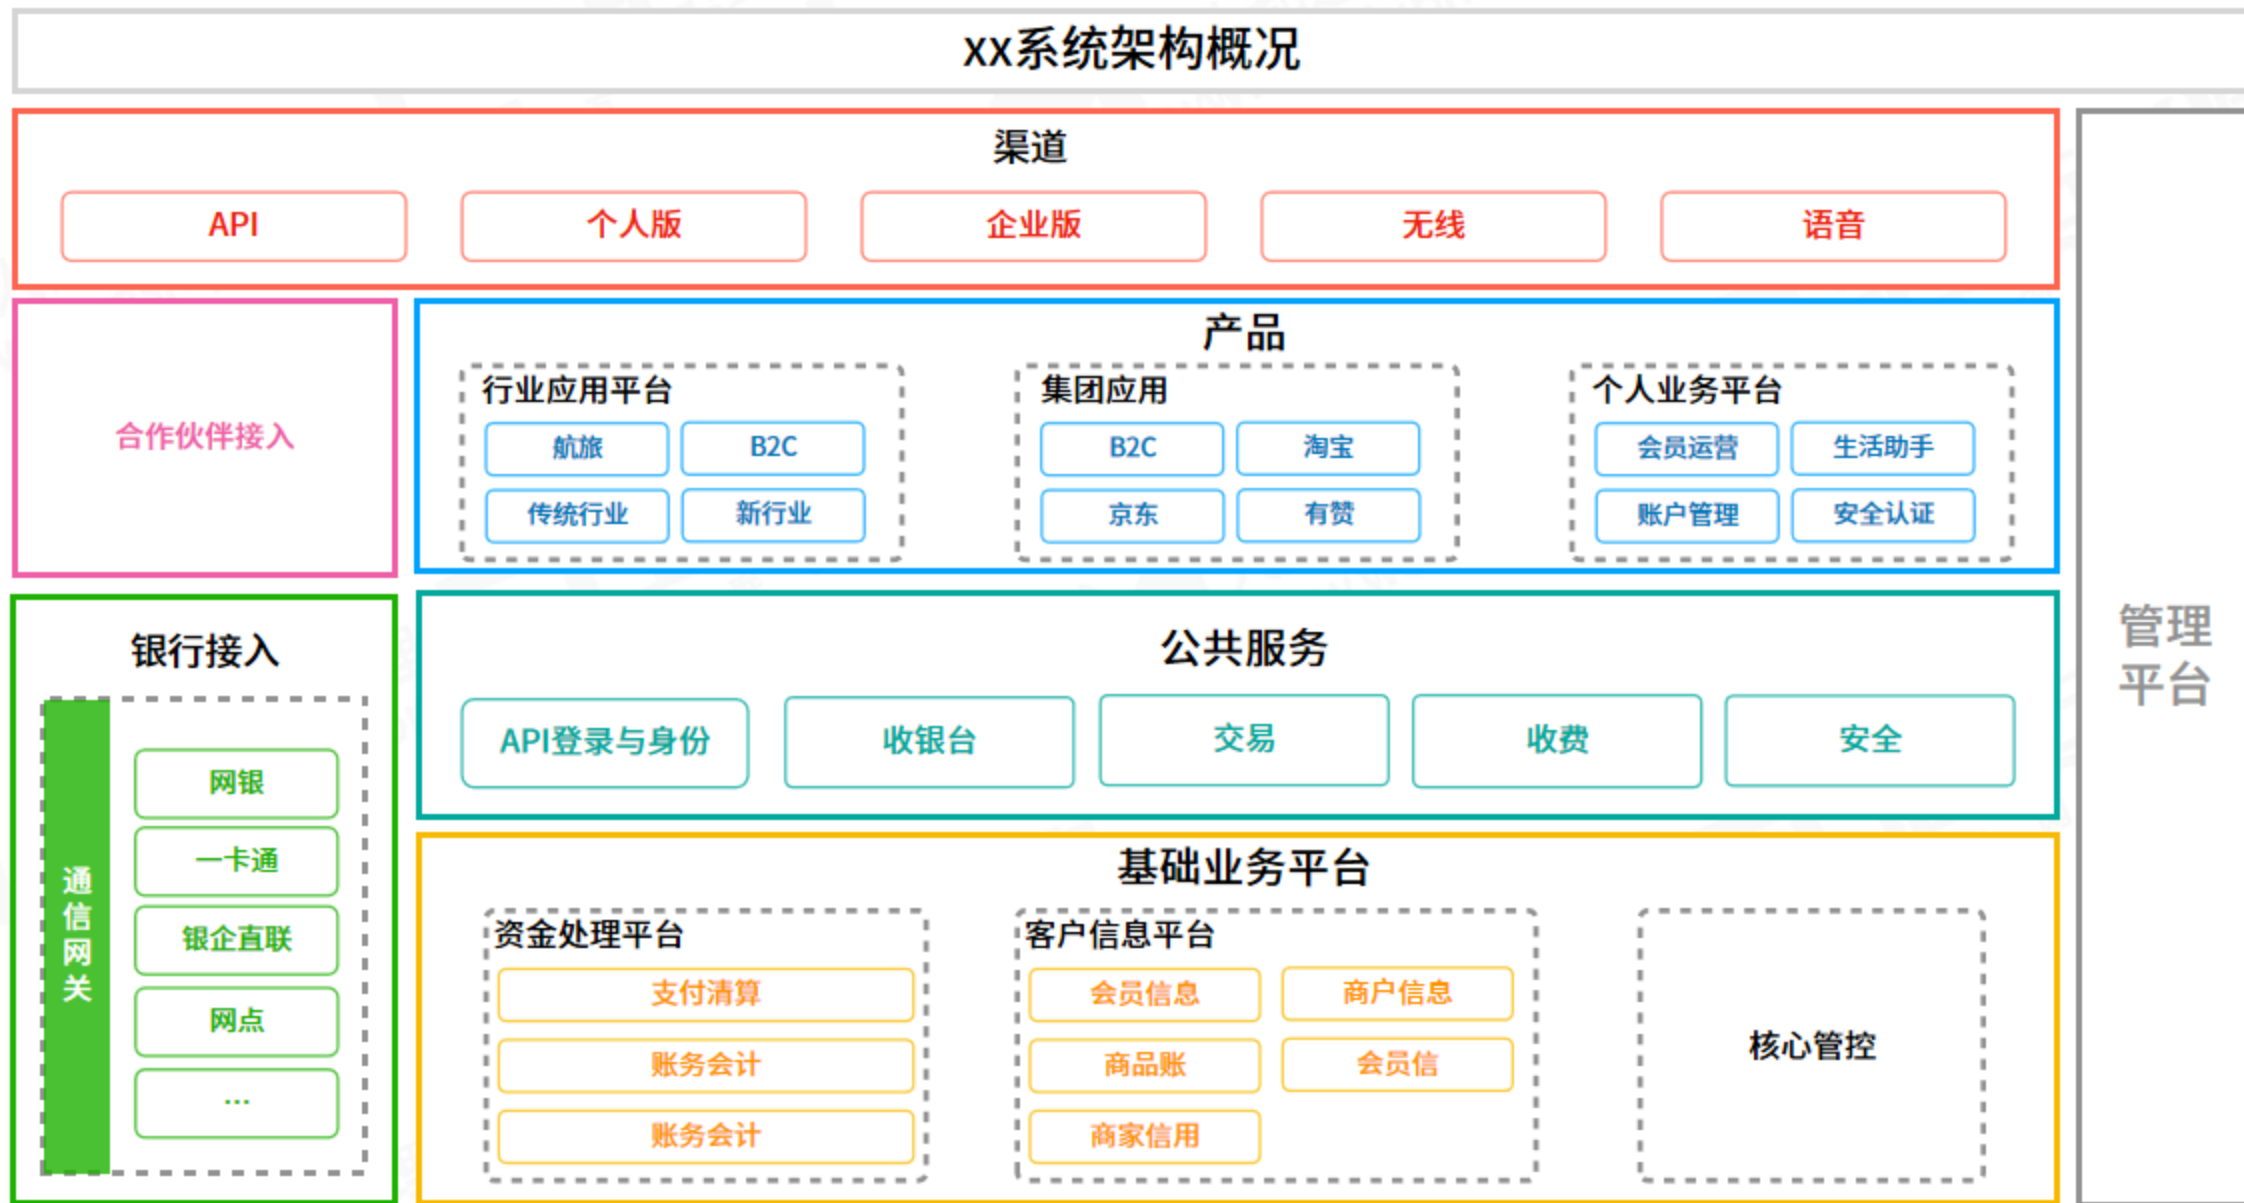 xx系统架构概况
渠道
API
个人版
企业版
无线
语音
合作伙伴接入
产品
行业应用平台
航旅
B2C
传统行业
新行业
集团应用
B2C
淘宝
京东
有赞
个人业务平台
会员运营
生活助手
账户管理
安全认证
银行接入
通信网关
网银
一卡通
银企直联
网点
...
公共服务
API登录与身份
收银台
交易
收费
安全
基础业务平台
资金处理平台
支付清算
账务会计
账务会计
客户信息平台
会员信息
商户信息
商品账
会员信
商家信用
核心管控
管理
平台